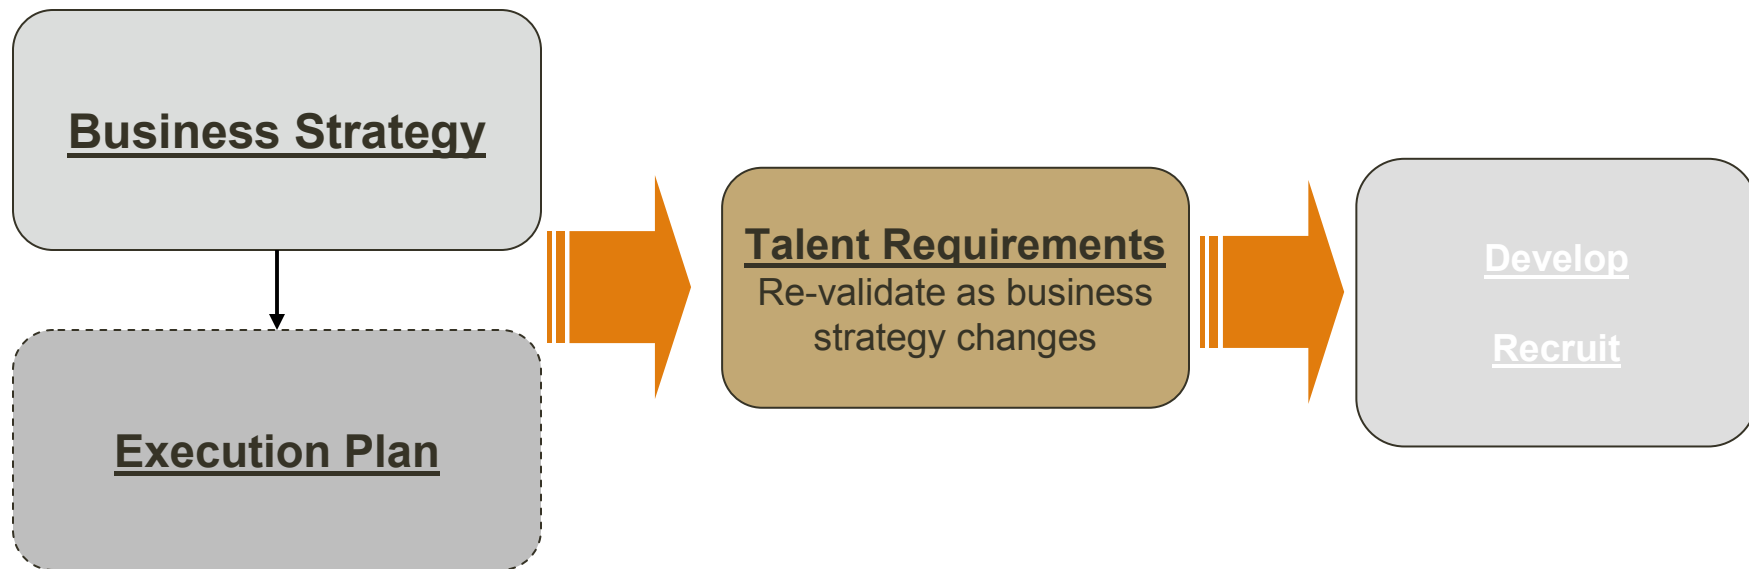 Business Strategy
Execution Plan
Talent Requirements
Re-validate as business
strategy changes
Develop
Recruit